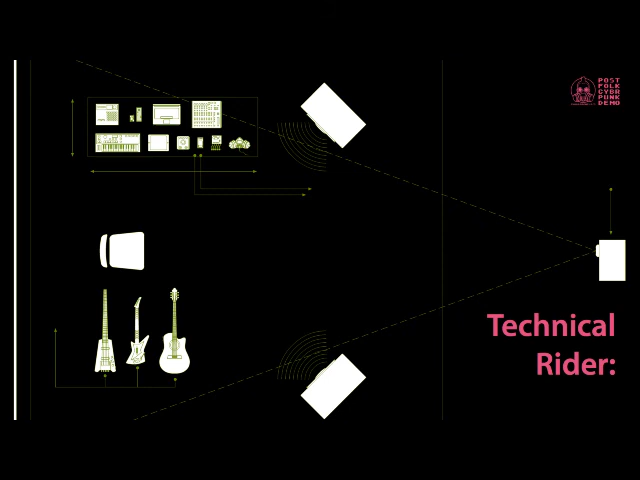 POST
FOLK
CYBR
PUNK
DEMO
Technical
Rider: